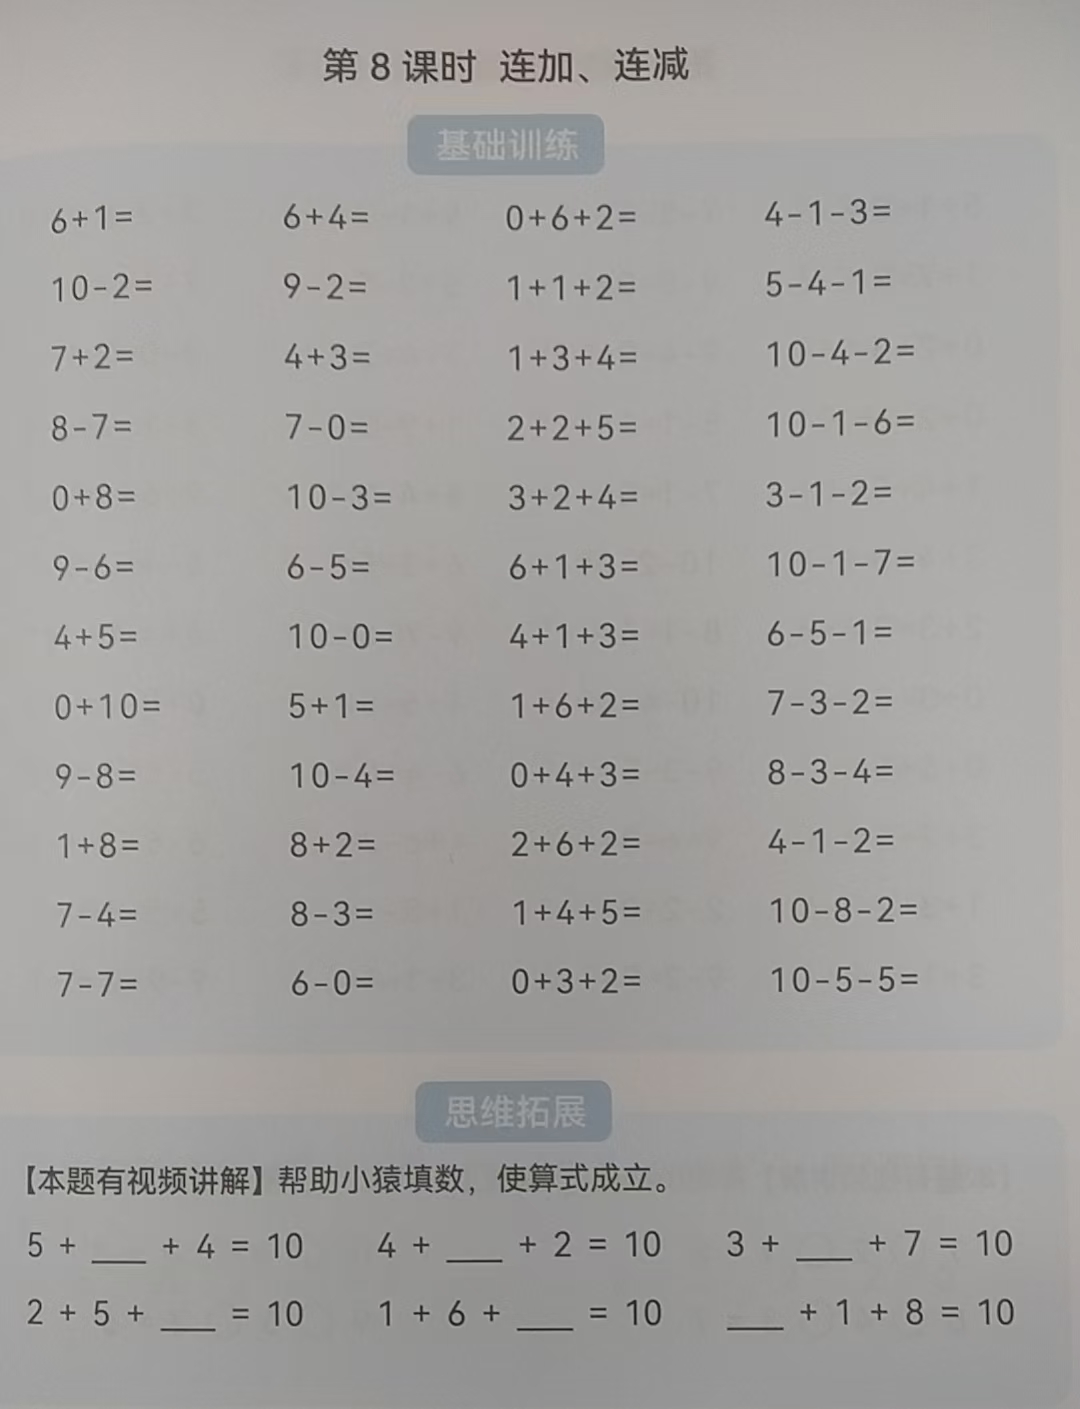 第 8 课时 连加、连减
基础训练
6+1= 6+4= 0+6+2= 4-1-3=
10-2= 9-2= 1+1+2= 5-4-1=
7+2= 4+3= 1+3+4= 10-4-2=
8-7= 7-0= 2+2+5= 10-1-6=
0+8= 10-3= 3+2+4= 3-1-2=
9-6= 6-5= 6+1+3= 10-1-7=
4+5= 10-0= 4+1+3= 6-5-1=
0+10= 5+1= 1+6+2= 7-3-2=
9-8= 10-4= 0+4+3= 8-3-4=
1+8= 8+2= 2+6+2= 4-1-2=
7-4= 8-3= 1+4+5= 10-8-2=
7-7= 6-0= 0+3+2= 10-5-5=
思维拓展
【本题有视频讲解】帮助小猿填数，使算式成立。
5 + ___ + 4 = 10 4 + ___ + 2 = 10 3 + ___ + 7 = 10
2 + 5 + ___ = 10 1 + 6 + ___ = 10 ___ + 1 + 8 = 10